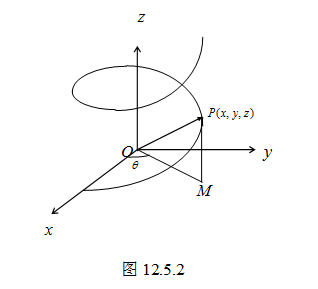 z
P(x, y, z)
O
θ
y
M
x
图 12.5.2